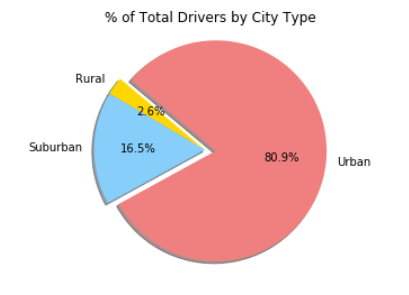 % of Total Drivers by City Type
Rural
2.6%
Suburban
16.5%
80.9%
Urban